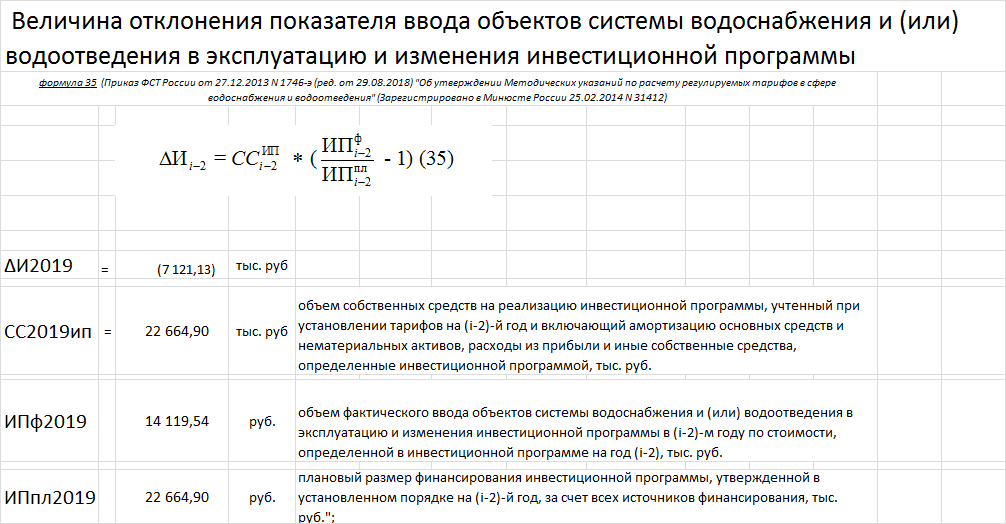 Величина отклонения показателя ввода объектов системы водоснабжения и (или)
водоотведения в эксплуатацию и изменения инвестиционной программы
формула 35 (Приказ ФСТ России от 27.12.2013 N 1746-э (ред. от 29.08.2018) "Об утверждении Методических указаний по расчету регулируемых тарифов в сфере
водоснабжения и водоотведения" (Зарегистрировано в Минюсте России 25.02.2014 N 31412)
ΔИ i–2 = CC ИП i–2 * ( ИП ф i–2 / ИП пл i–2 - 1) (35)
ΔИ2019 = (7 121,13) тыс. руб
СС2019ип = 22 664,90 тыс. руб
объем собственных средств на реализацию инвестиционной программы, учтенный при
установлении тарифов на (i-2)-й год и включающий амортизацию основных средств и
нематериальных активов, расходы из прибыли и иные собственные средства,
определенные инвестиционной программой, тыс. руб.
ИПф2019 14 119,54 руб.
объем фактического ввода объектов системы водоснабжения и (или) водоотведения в
эксплуатацию и изменения инвестиционной программы в (i-2)-м году по стоимости,
определенной в инвестиционной программе на год (i-2), тыс. руб.
ИПпл2019 22 664,90 руб.
плановый размер финансирования инвестиционной программы, утвержденной в
установленном порядке на (i-2)-й год, за счет всех источников финансирования, тыс.
руб.";